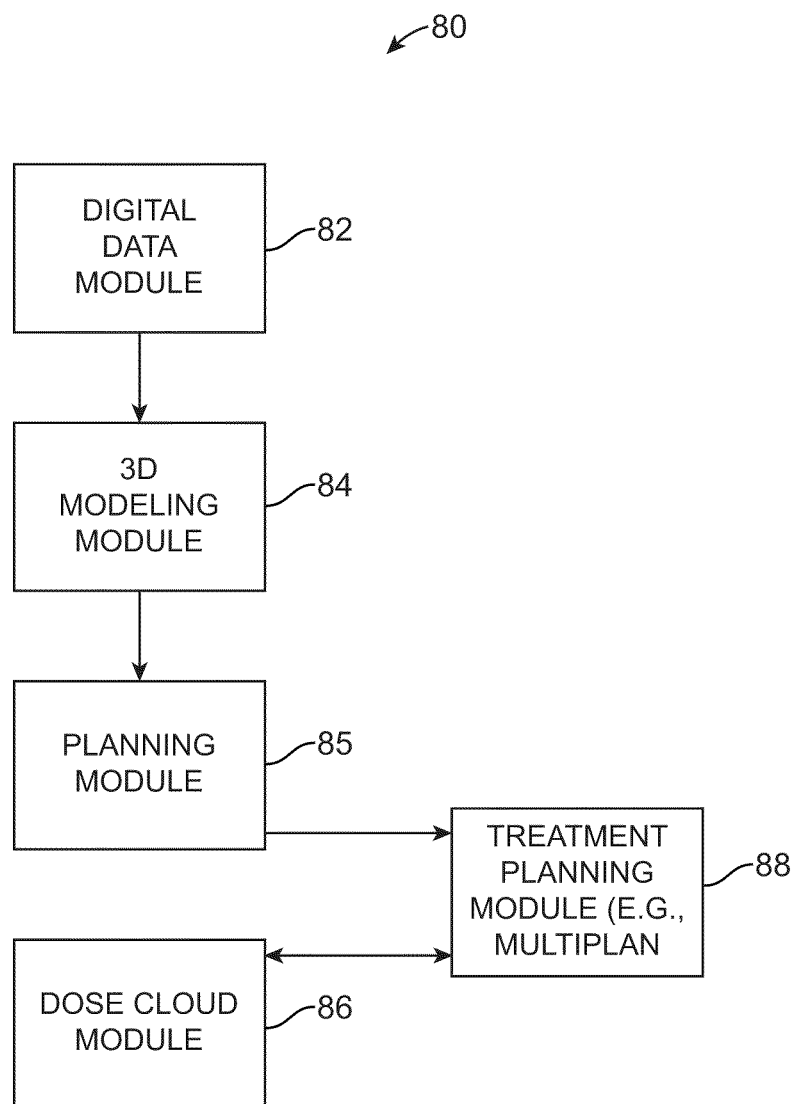 80
DIGITAL
DATA
MODULE
82
3D
MODELING
MODULE
84
PLANNING
MODULE
85
TREATMENT
PLANNING
MODULE (E.G.,
MULTIPLAN
88
DOSE CLOUD
MODULE
86